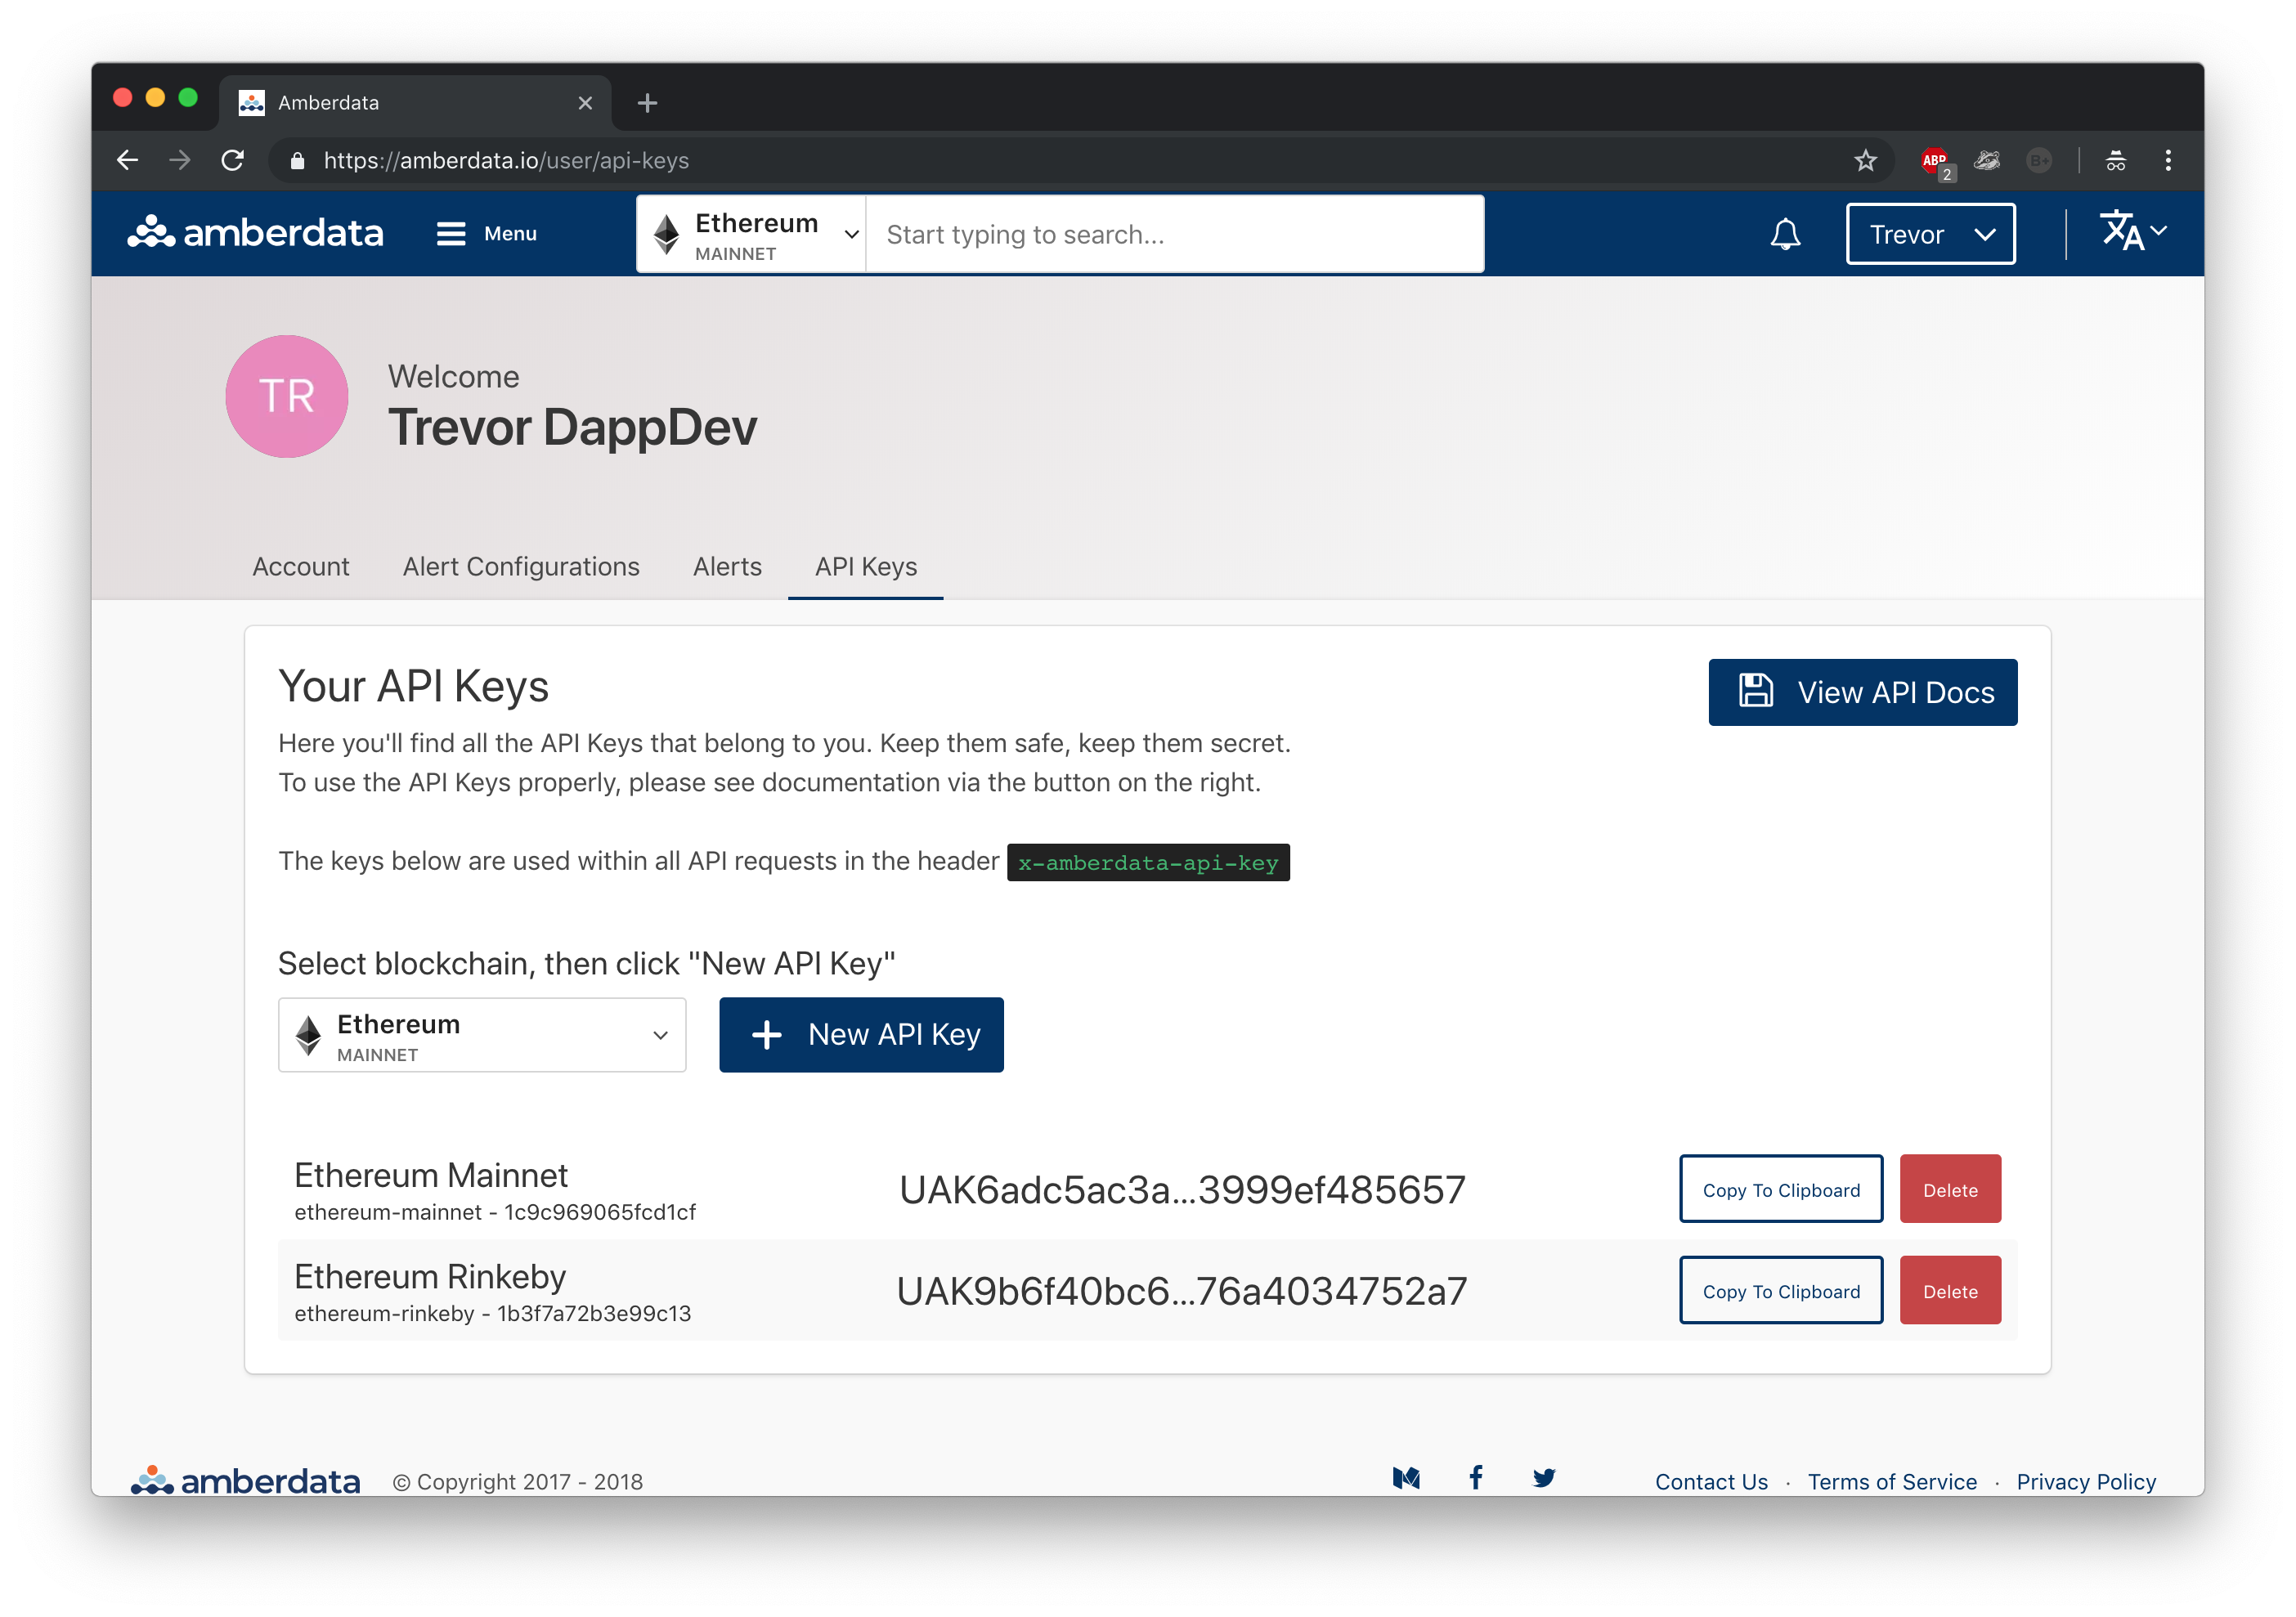 Amberdata
https://amberdata.io/user/api-keys
ABP
2
B+
amberdata
Menu
Ethereum
MAINNET
Start typing to search...
Trevor
TR
Welcome
Trevor DappDev
Account
Alert Configurations
Alerts
API Keys
Your API Keys
View API Docs
Here you'll find all the API Keys that belong to you. Keep them safe, keep them secret.
To use the API Keys properly, please see documentation via the button on the right.
The keys below are used within all API requests in the header x-amberdata-api-key
Select blockchain, then click "New API Key"
Ethereum
MAINNET
New API Key
Ethereum Mainnet
ethereum-mainnet - 1c9c969065fcd1cf
UAK6adc5ac3a...3999ef485657
Copy To Clipboard
Delete
Ethereum Rinkeby
ethereum-rinkeby - 1b3f7a72b3e99c13
UAK9b6f40bc6...76a4034752a7
Copy To Clipboard
Delete
amberdata
© Copyright 2017 - 2018
Contact Us · Terms of Service · Privacy Policy